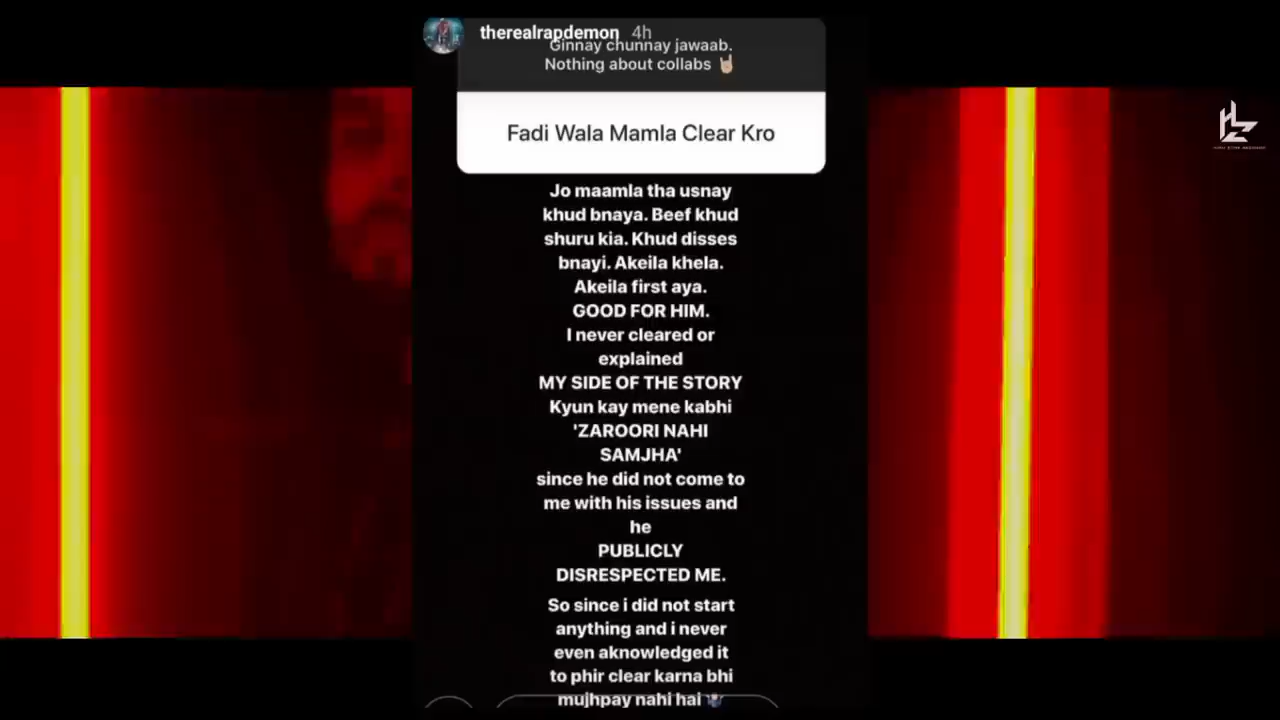 therealrapdemon 4h
Ginnay chunnay jawaab.
Nothing about collabs 🤘🏼
Fadi Wala Mamla Clear Kro
Jo maamla tha usnay
khud bnaya. Beef khud
shuru kia. Khud disses
bnayi. Akeila khela.
Akeila first aya.
GOOD FOR HIM.
I never cleared or
explained
MY SIDE OF THE STORY
Kyun kay mene kabhi
'ZAROORI NAHI
SAMJHA'
since he did not come to
me with his issues and
he
PUBLICLY
DISRESPECTED ME.
So since i did not start
anything and i never
even aknowledged it
to phir clear karna bhi
mujhpay nahi hai